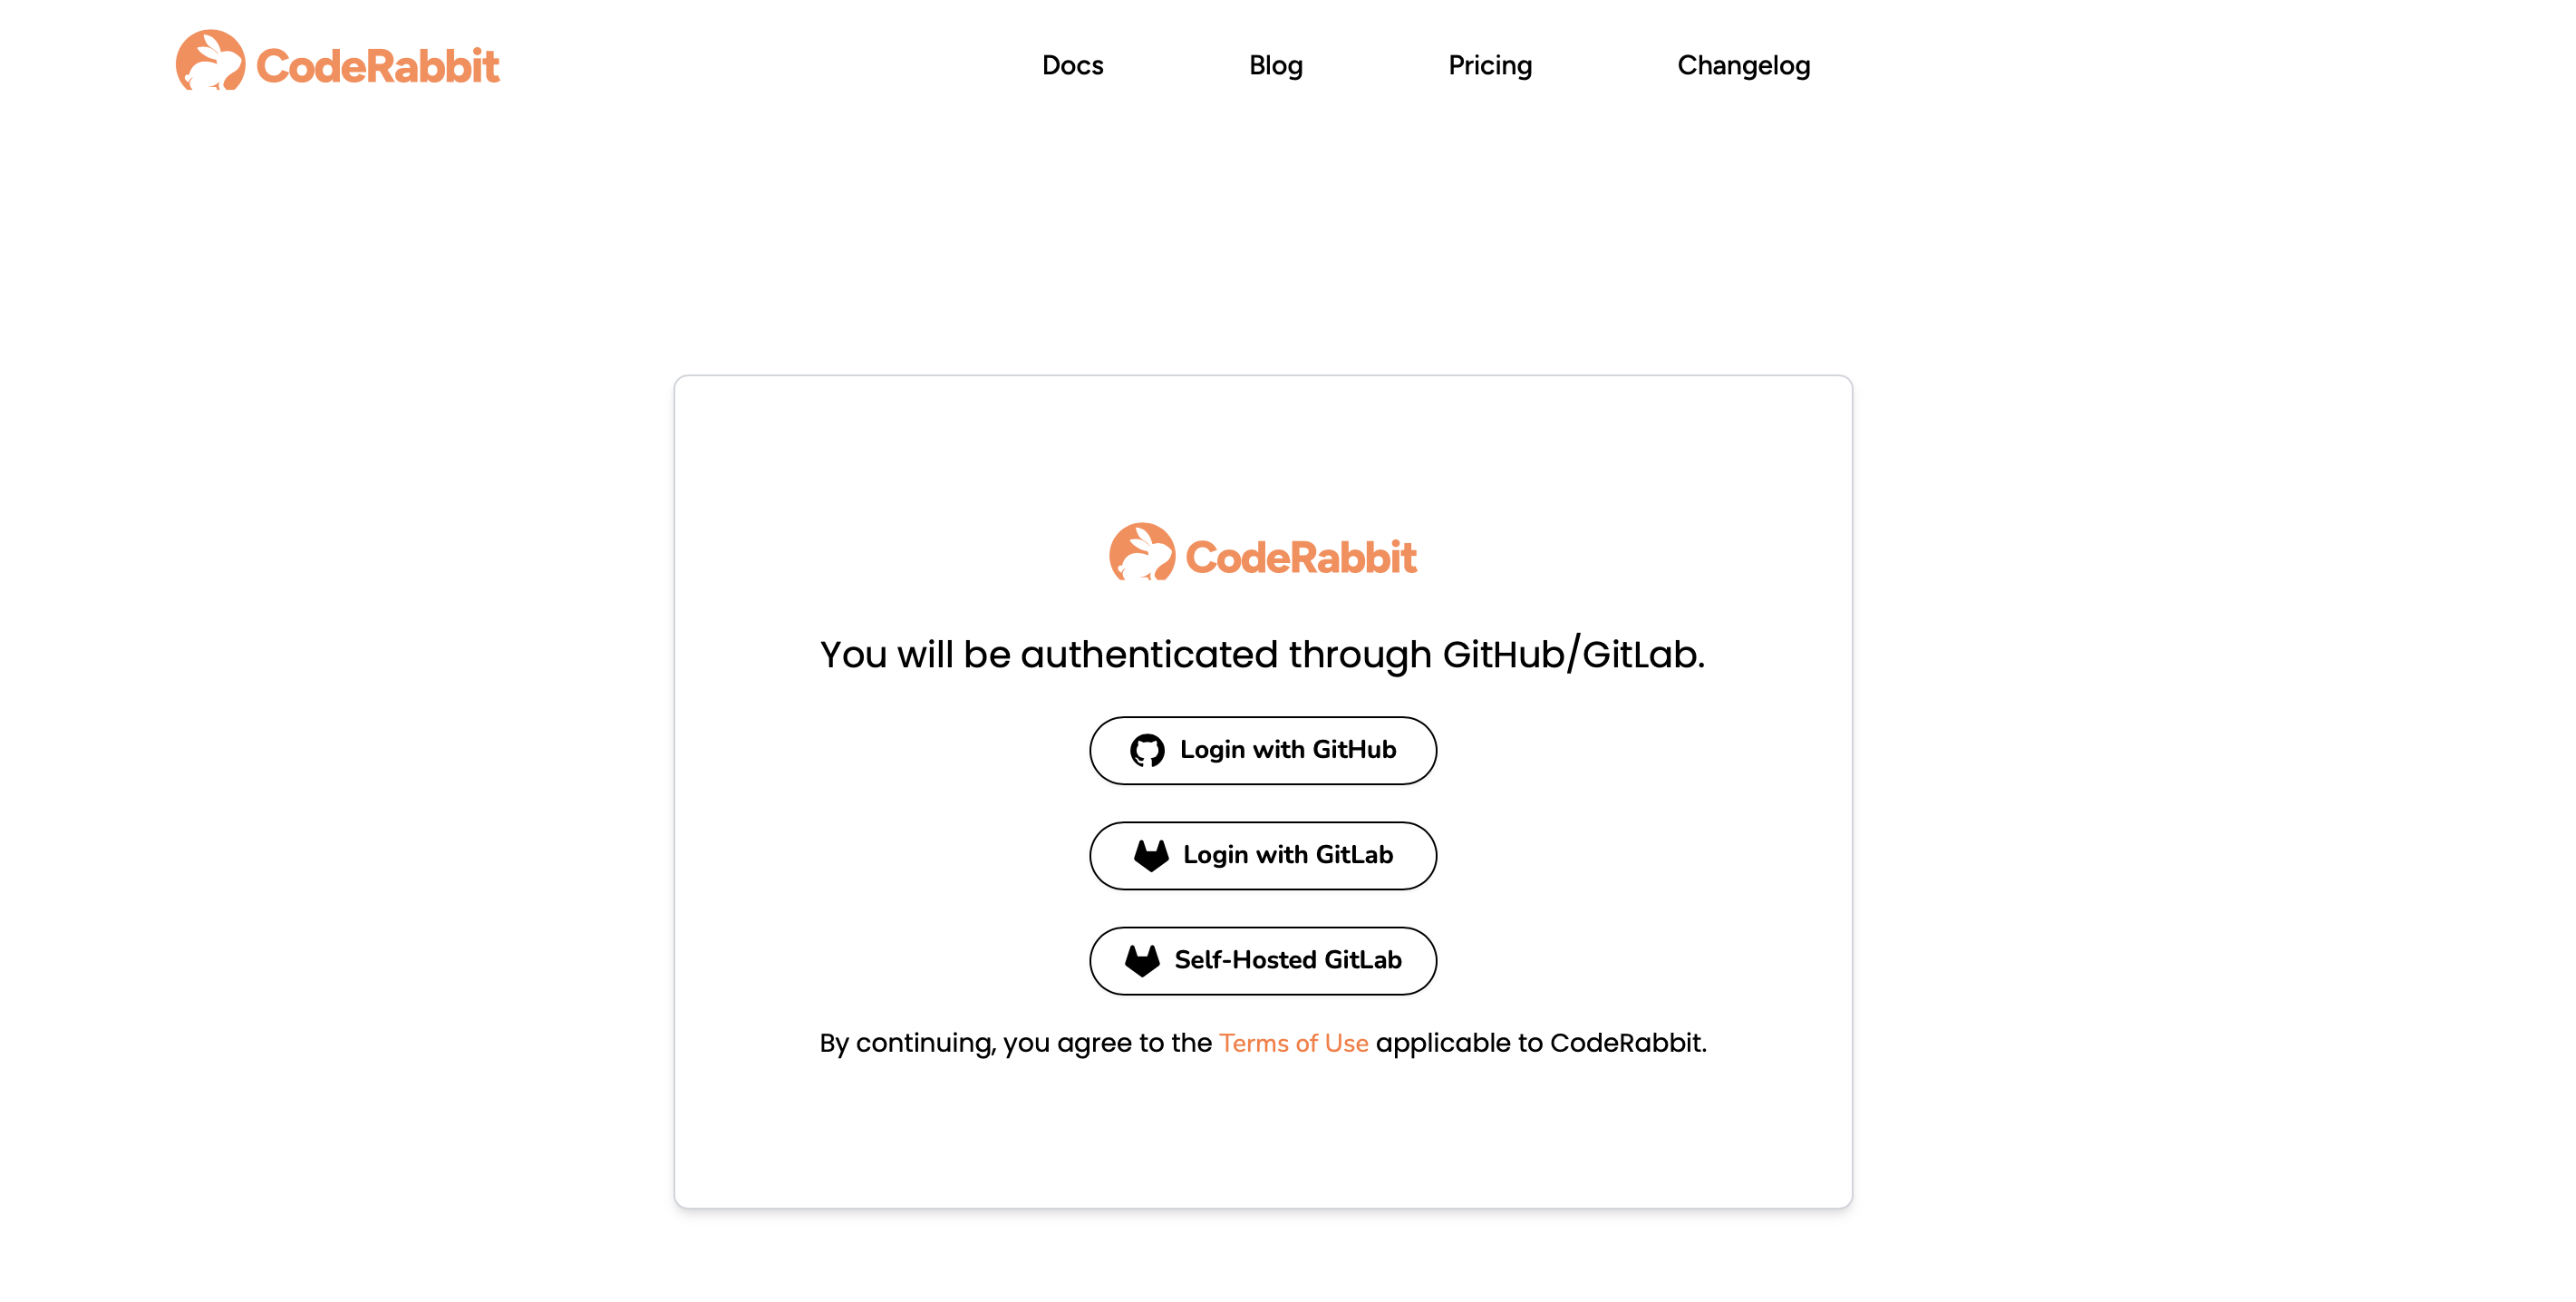 CodeRabbit
Docs
Blog
Pricing
Changelog
CodeRabbit
You will be authenticated through GitHub/GitLab.
Login with GitHub
Login with GitLab
Self-Hosted GitLab
By continuing, you agree to the Terms of Use applicable to CodeRabbit.